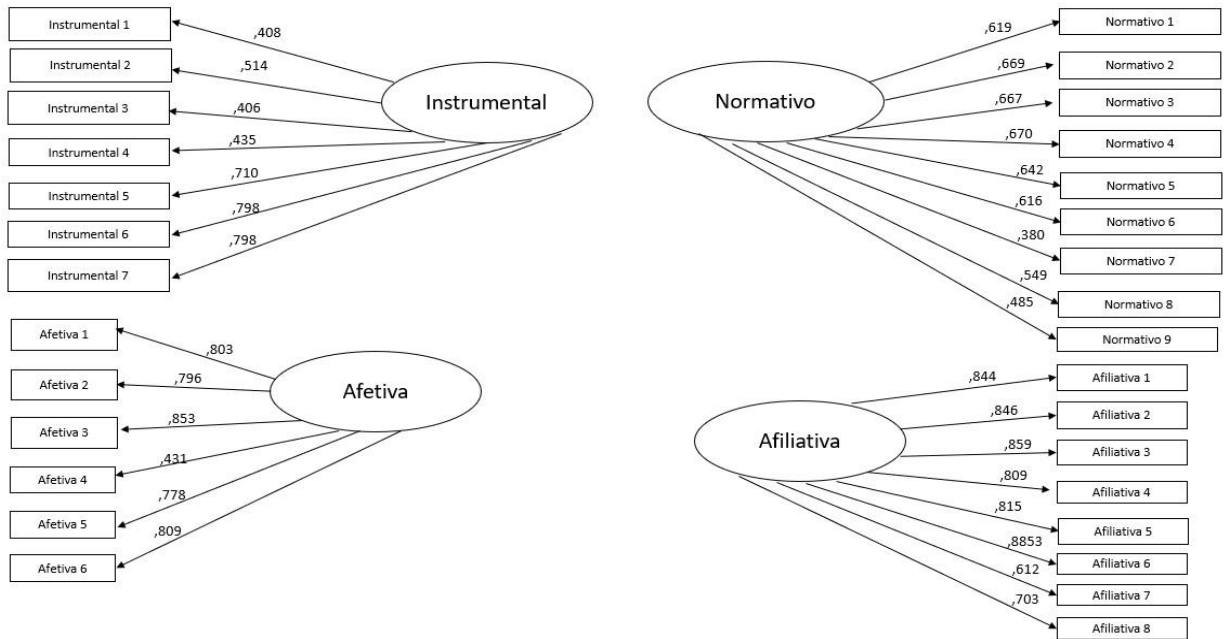 Instrumental 1
,408
Instrumental 2
,514
Instrumental 3
,406
Instrumental 4
,435
Instrumental 5
,710
Instrumental 6
,798
Instrumental 7
,798
Instrumental
Normativo
,619
Normativo 1
,669
Normativo 2
,667
Normativo 3
,670
Normativo 4
,642
Normativo 5
,616
Normativo 6
,380
Normativo 7
,549
Normativo 8
,485
Normativo 9
Afetiva 1
,803
Afetiva 2
,796
Afetiva 3
,853
Afetiva 4
,431
Afetiva 5
,778
Afetiva 6
,809
Afetiva
Afiliativa
,844
Afiliativa 1
,846
Afiliativa 2
,859
Afiliativa 3
,809
Afiliativa 4
,815
Afiliativa 5
,8853
Afiliativa 6
,612
Afiliativa 7
,703
Afiliativa 8